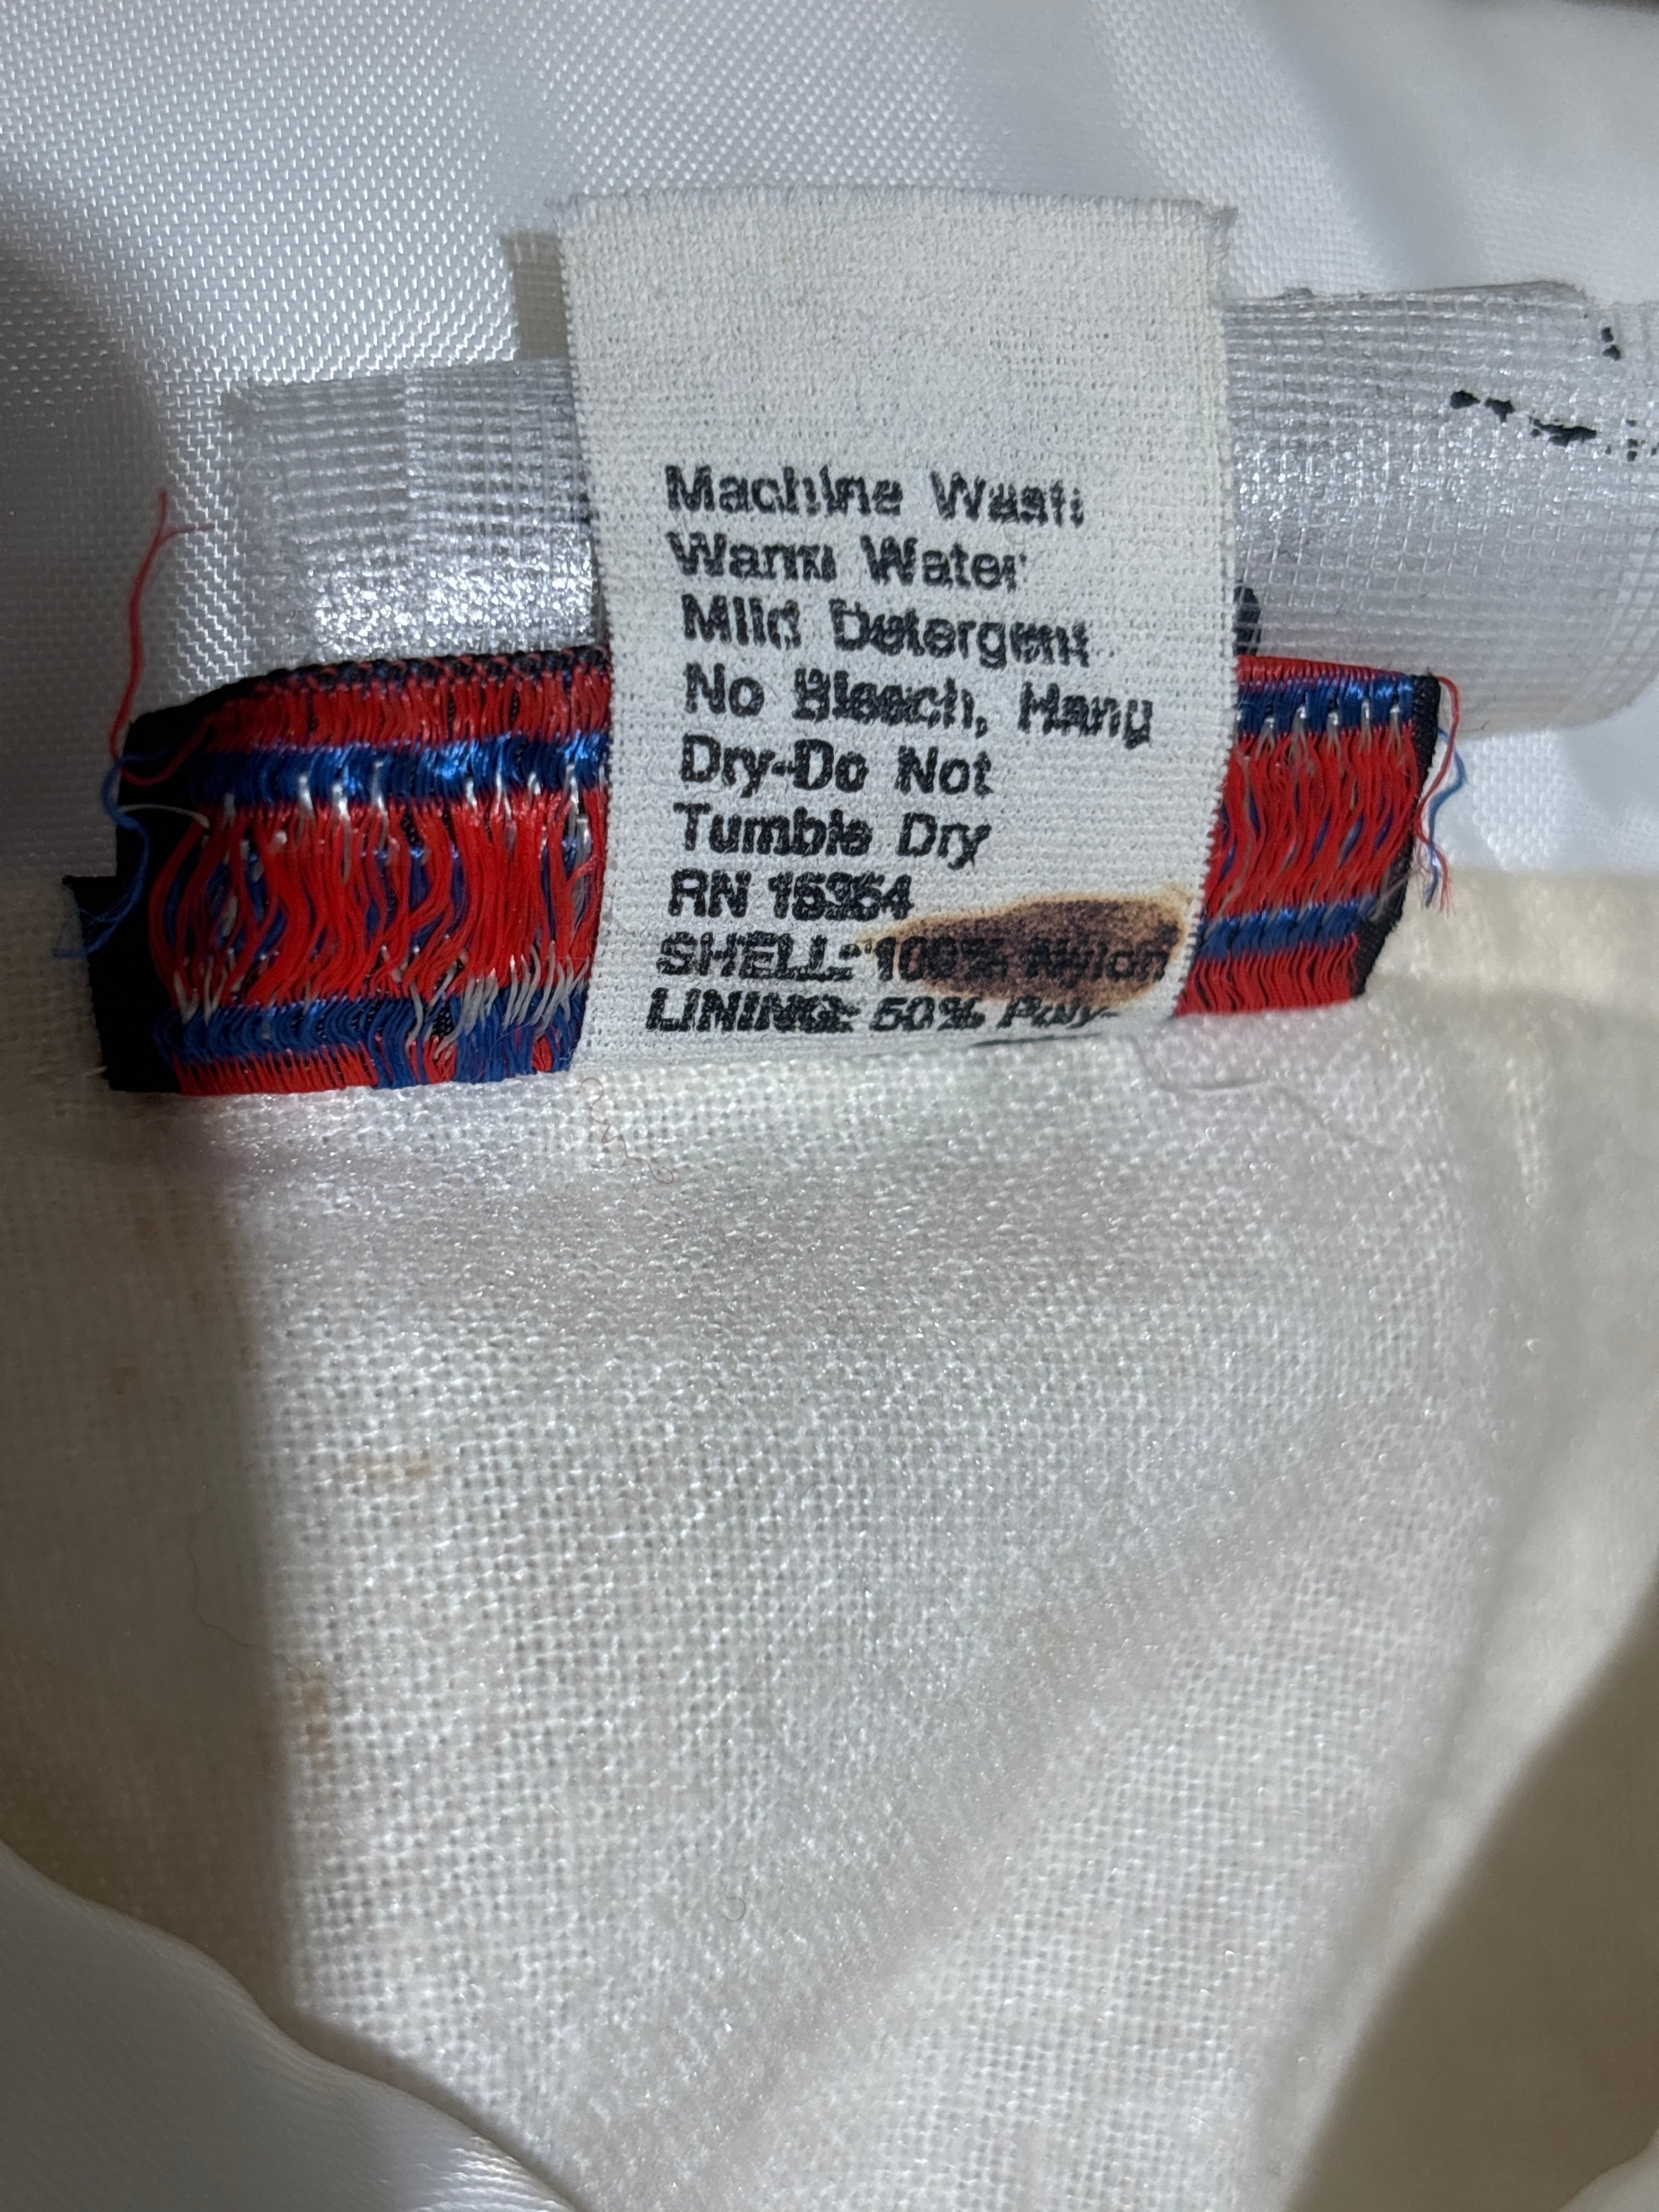 Machine Wash
Warm Water
Mild Detergent
No Bleach, Hang
Dry-Do Not
Tumble Dry
RN
SHELL: 100% Nylon
LINING: 50% Poly-